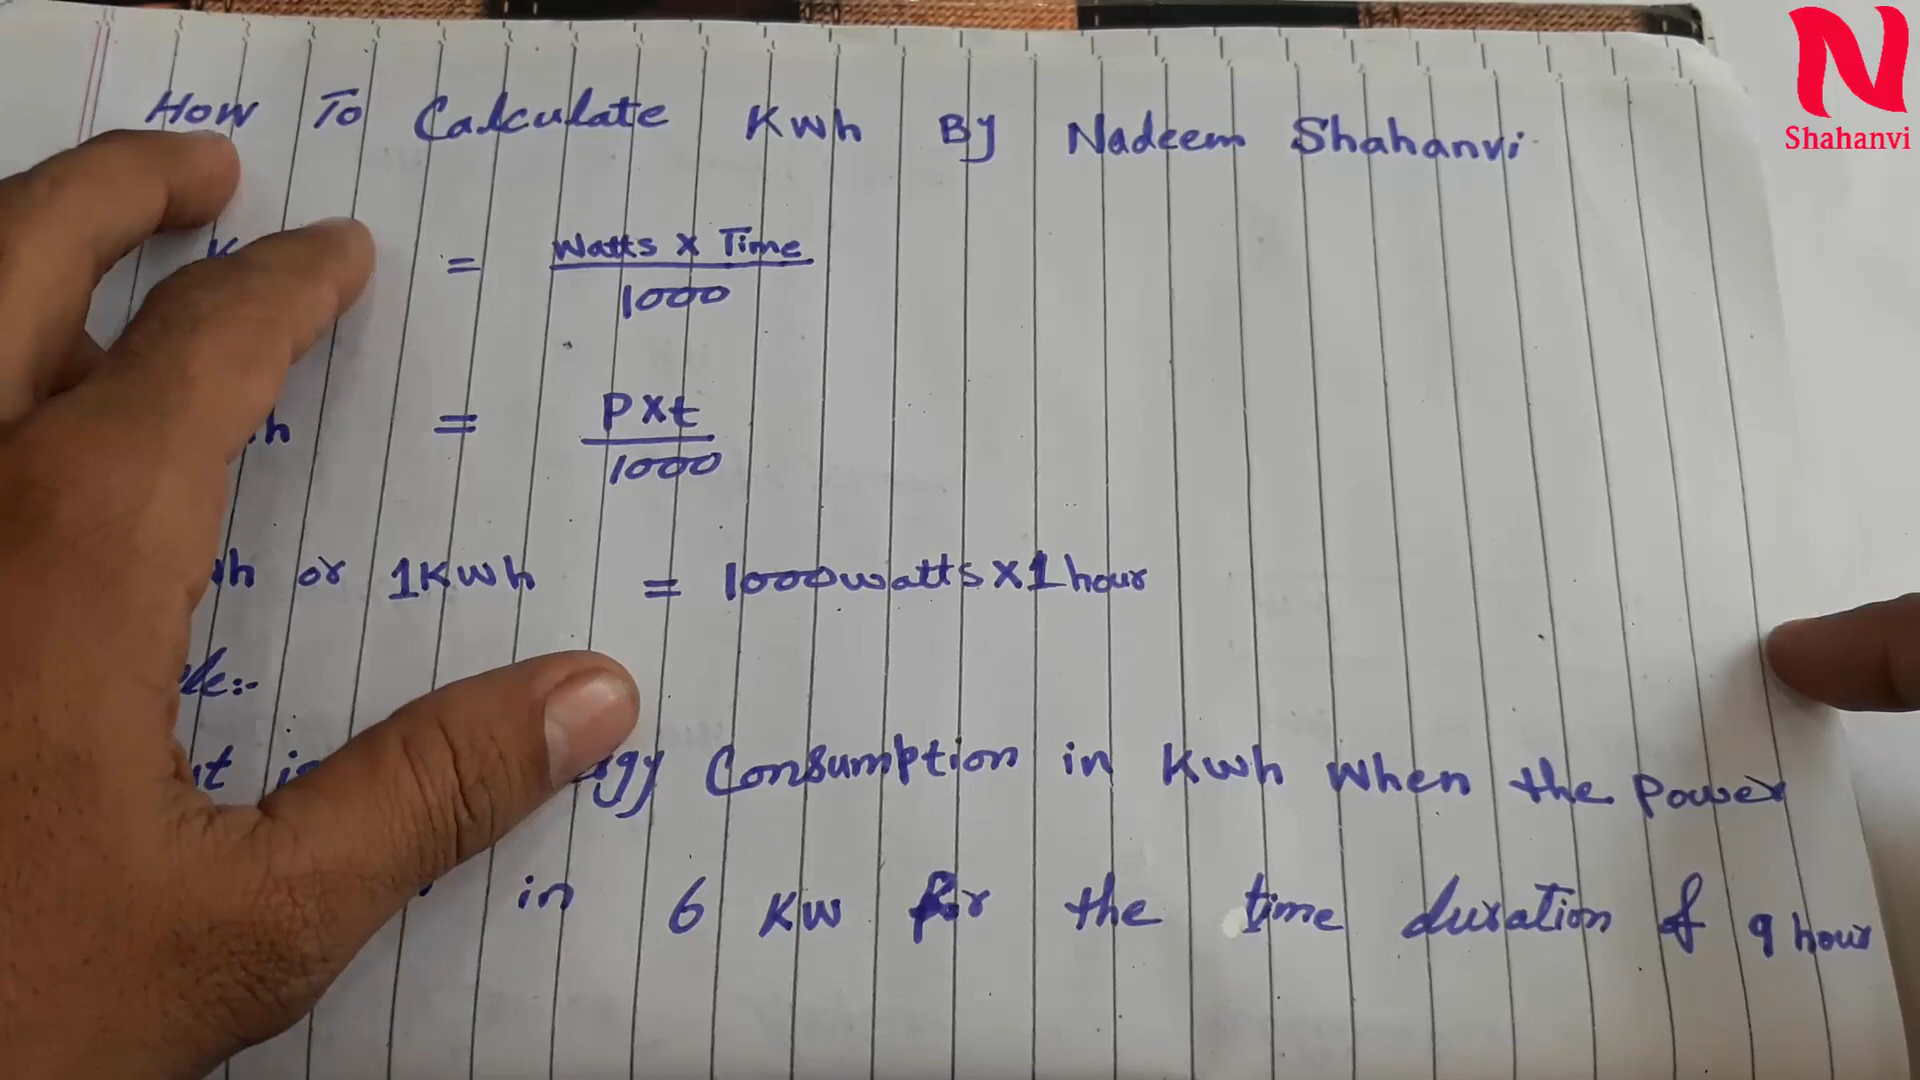 How To Calculate Kwh By Nadeem Shahanvi
N
Shahanvi
= Watts x Time
1000
= P x t
1000
or 1Kwh = 1000watts x 1 hour
Consumption in Kwh When the Power
in 6 Kw for the time duration of 9 hour